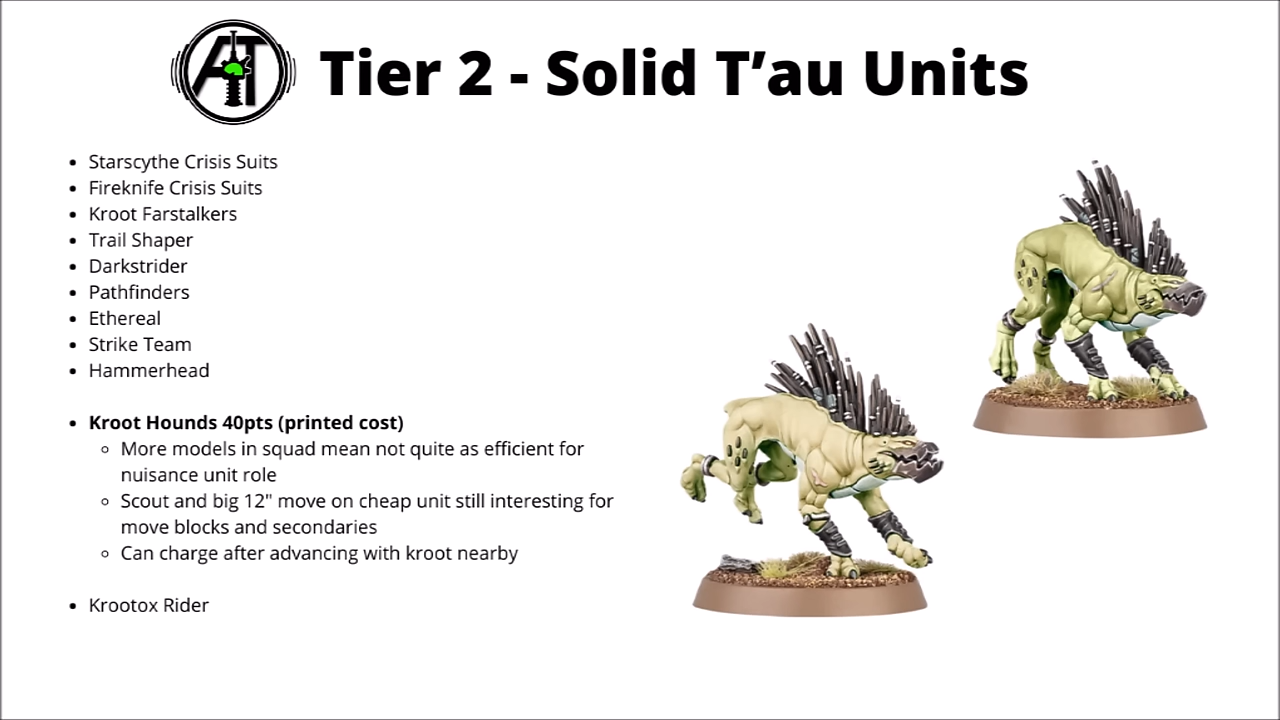 AT
Tier 2 - Solid T’au Units
• Starscythe Crisis Suits
• Fireknife Crisis Suits
• Kroot Farstalkers
• Trail Shaper
• Darkstrider
• Pathfinders
• Ethereal
• Strike Team
• Hammerhead
• Kroot Hounds 40pts (printed cost)
◦ More models in squad mean not quite as efficient for
nuisance unit role
◦ Scout and big 12" move on cheap unit still interesting for
move blocks and secondaries
◦ Can charge after advancing with kroot nearby
• Krootox Rider